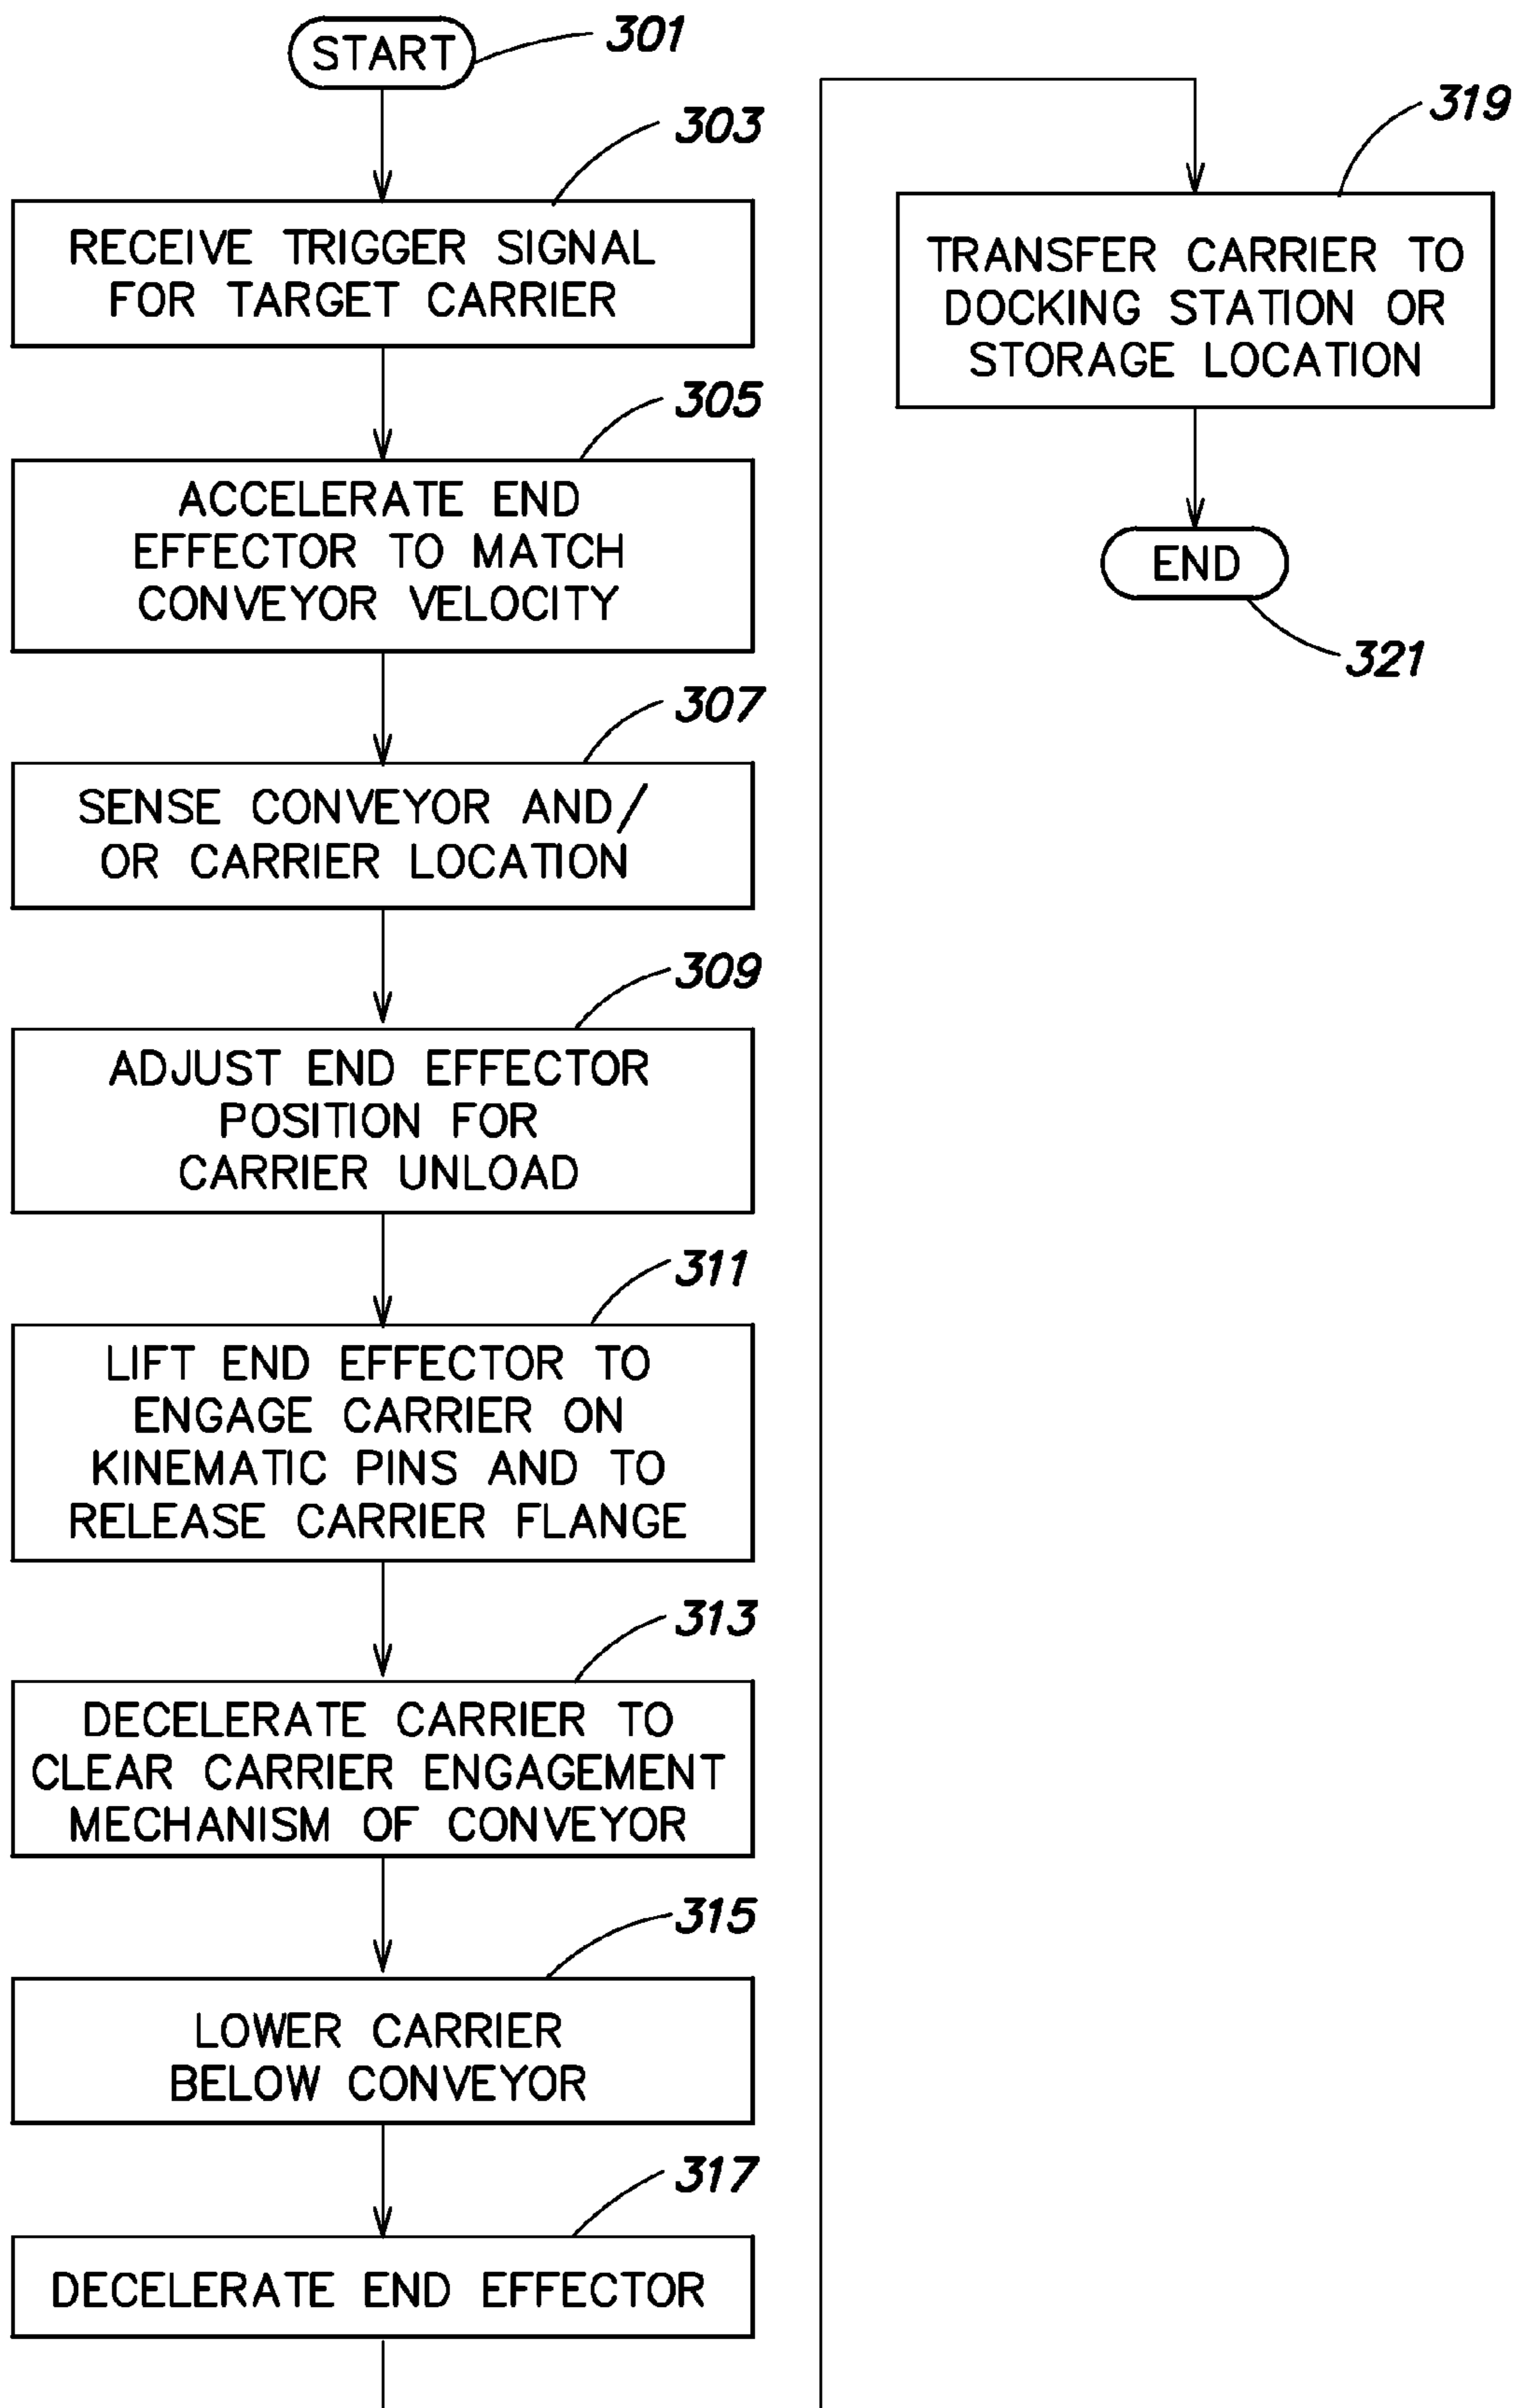 START
301
303
RECEIVE TRIGGER SIGNAL
FOR TARGET CARRIER
305
ACCELERATE END
EFFECTOR TO MATCH
CONVEYOR VELOCITY
307
SENSE CONVEYOR AND/
OR CARRIER LOCATION
309
ADJUST END EFFECTOR
POSITION FOR
CARRIER UNLOAD
311
LIFT END EFFECTOR TO
ENGAGE CARRIER ON
KINEMATIC PINS AND TO
RELEASE CARRIER FLANGE
313
DECELERATE CARRIER TO
CLEAR CARRIER ENGAGEMENT
MECHANISM OF CONVEYOR
315
LOWER CARRIER
BELOW CONVEYOR
317
DECELERATE END EFFECTOR
319
TRANSFER CARRIER TO
DOCKING STATION OR
STORAGE LOCATION
END
321